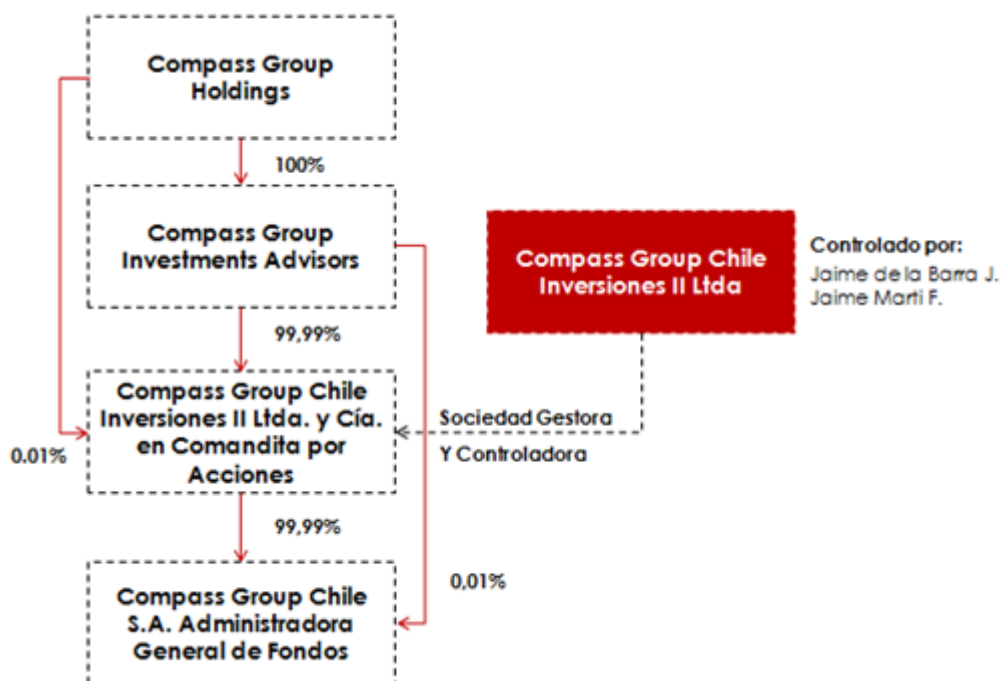 Compass Group
Holdings
100%
Compass Group
Investments Advisors
Compass Group Chile
Inversiones II Ltda
Controlado por:
Jaime de la Barra J.
Jaime Marti F.
99,99%
Compass Group Chile
Inversiones II Ltda. y Cía.
en Comandita por
Acciones
0.01%
Sociedad Gestora
Y Controladora
99,99%
0,01%
Compass Group Chile
S.A. Administradora
General de Fondos